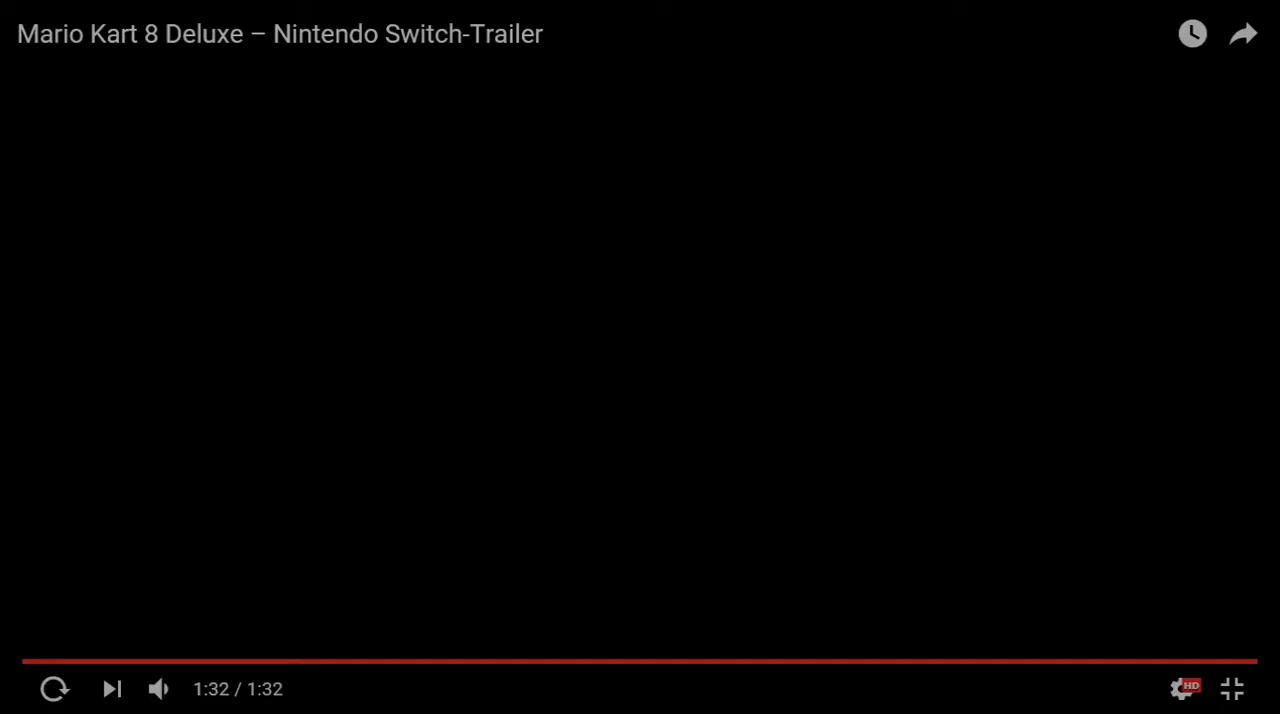 Mario Kart 8 Deluxe – Nintendo Switch-Trailer
1:32 / 1:32
HD